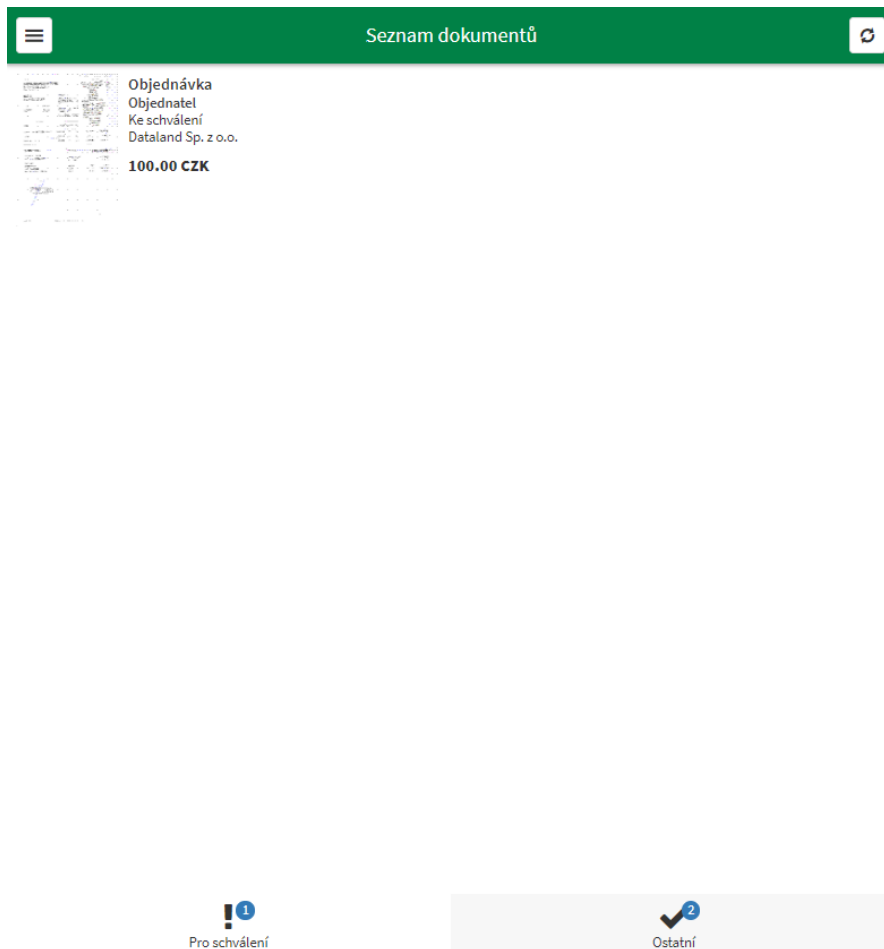 Seznam dokumentů
Objednávka
Objednatel
Ke schválení
Dataland Sp. z o.o.
100.00 CZK
1
Pro schválení
2
Ostatní